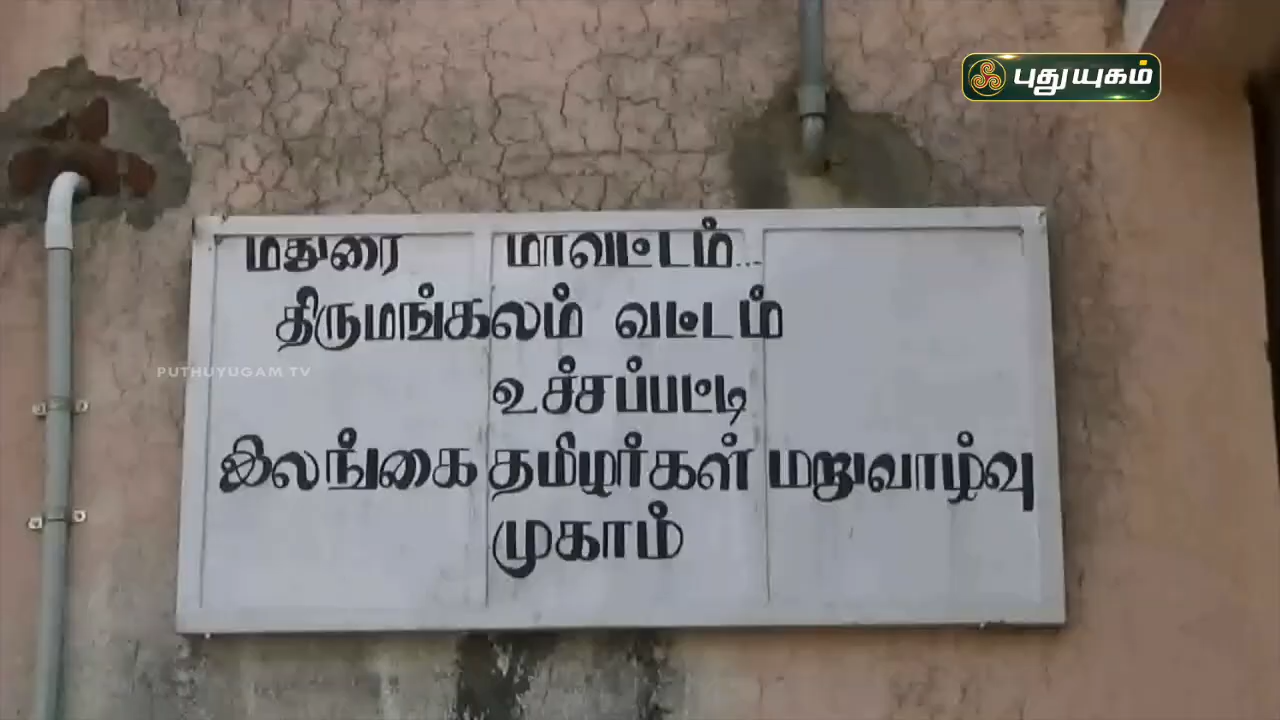 புதுயுகம்
மதுரை மாவட்டம்...
திருமங்கலம் வட்டம்
PUTHUYUGAM TV
உச்சப்பட்டி
இலங்கை தமிழர்கள் மறுவாழ்வு
முகாம்